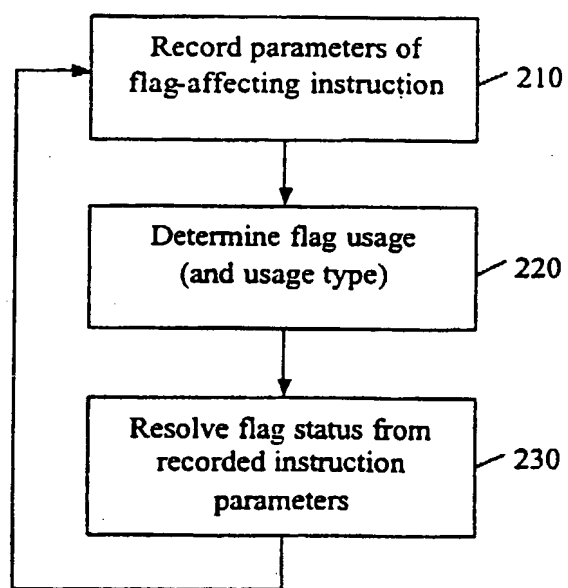 Record parameters of
flag-affecting instruction
210
Determine flag usage
(and usage type)
220
Resolve flag status from
recorded instruction
parameters
230